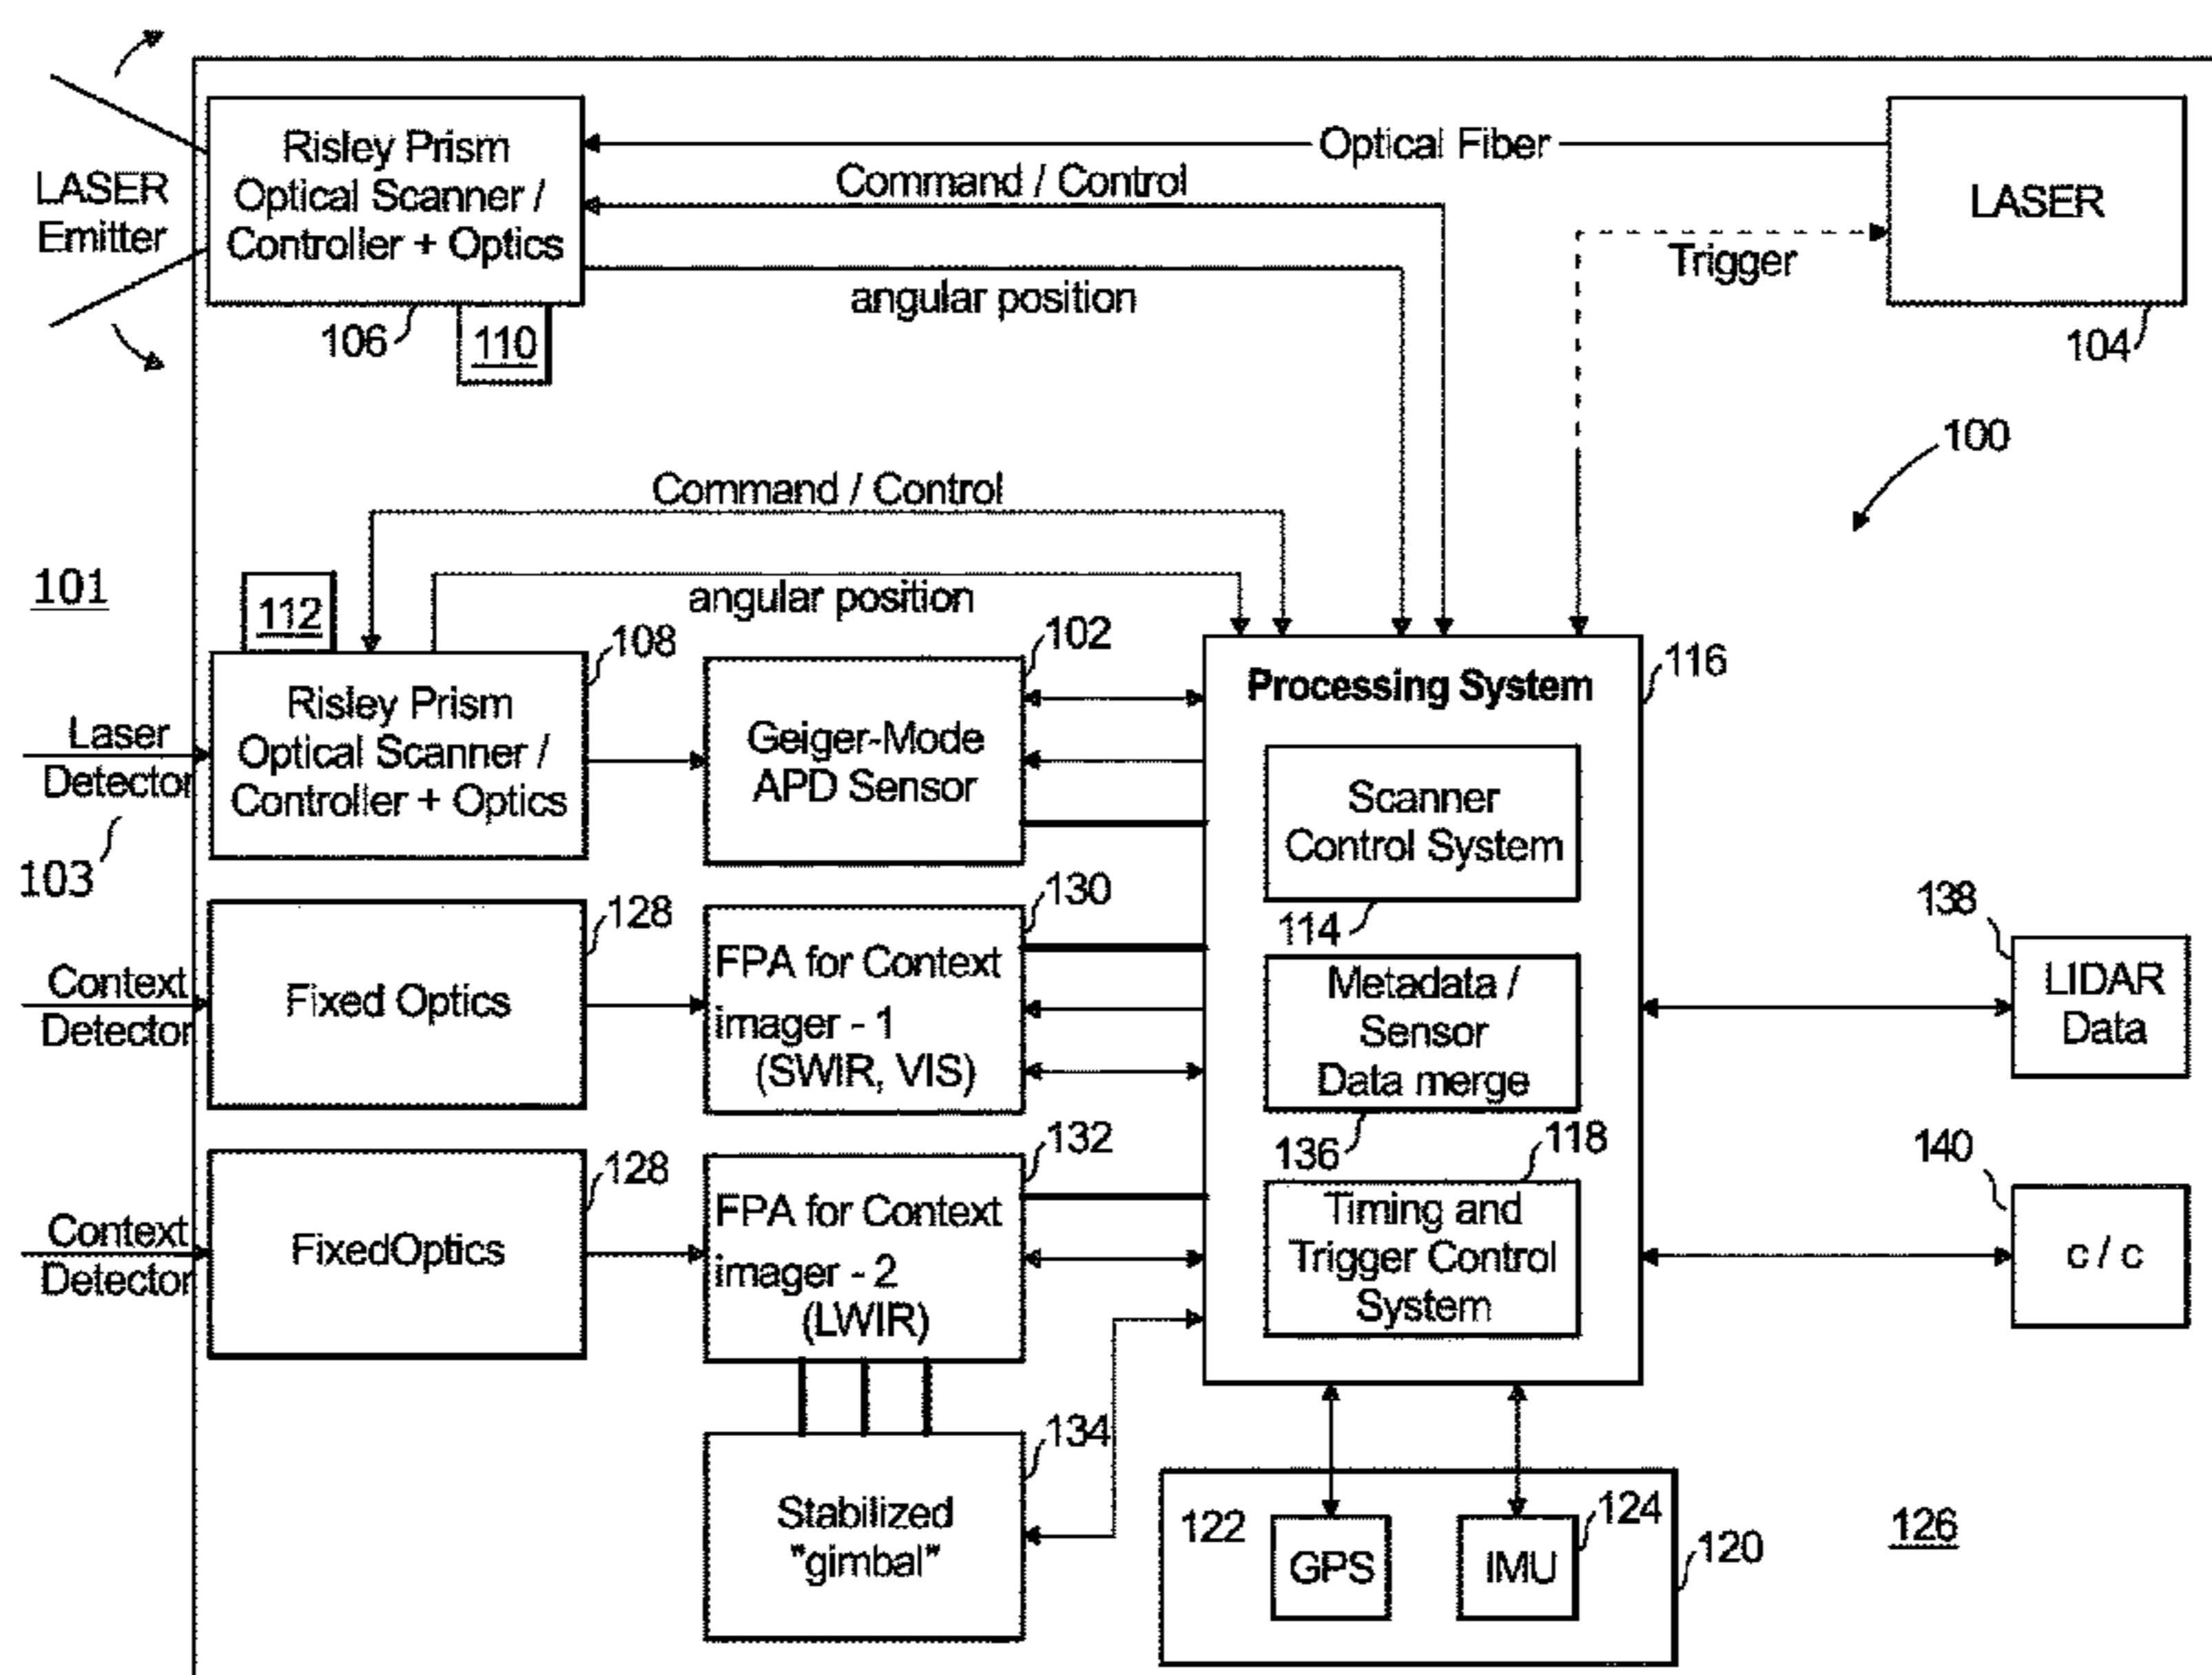 Risley Prism
Optical Scanner /
Controller + Optics
LASER
Emitter
106
110
Optical Fiber
Command / Control
angular position
Trigger
LASER
104
100
Command / Control
angular position
101
112
108
Risley Prism
Optical Scanner /
Controller + Optics
Laser
Detector
103
102
Geiger-Mode
APD Sensor
Processing System
116
Scanner
Control System
114
Metadata /
Sensor
Data merge
136
118
Timing and
Trigger Control
System
128
Fixed Optics
Context
Detector
130
FPA for Context
imager - 1
(SWIR, VIS)
128
FixedOptics
Context
Detector
132
FPA for Context
imager - 2
(LWIR)
134
Stabilized
"gimbal"
138
LIDAR
Data
140
c / c
122
GPS
124
IMU
120
126